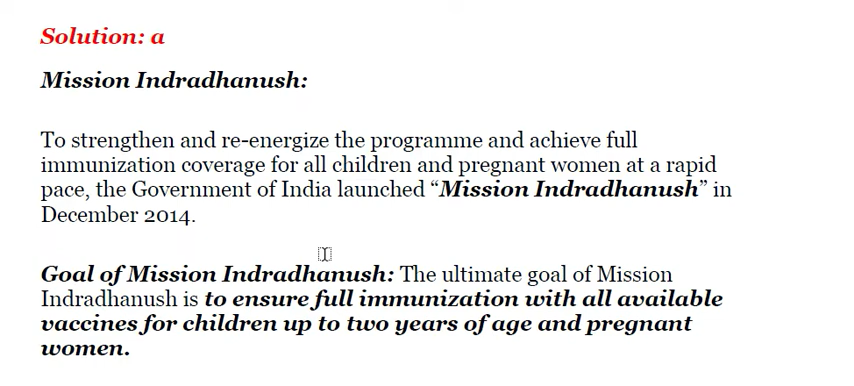 Solution: a
Mission Indradhanush:
To strengthen and re-energize the programme and achieve full
immunization coverage for all children and pregnant women at a rapid
pace, the Government of India launched “Mission Indradhanush” in
December 2014.
Goal of Mission Indradhanush: The ultimate goal of Mission
Indradhanush is to ensure full immunization with all available
vaccines for children up to two years of age and pregnant
women.